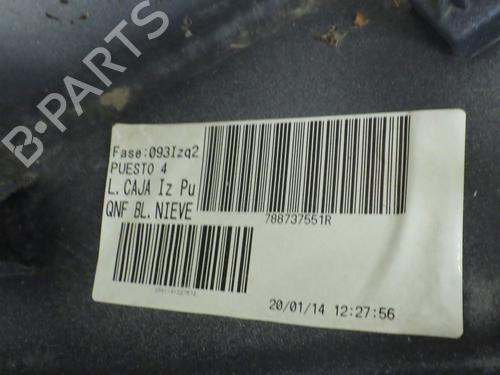 B-PARTS
Fase:093Izq2
PUESTO 4
L.CAJA Iz Pu
QNF BL.NIEVE
788737551R
20/01/14 12:27:56